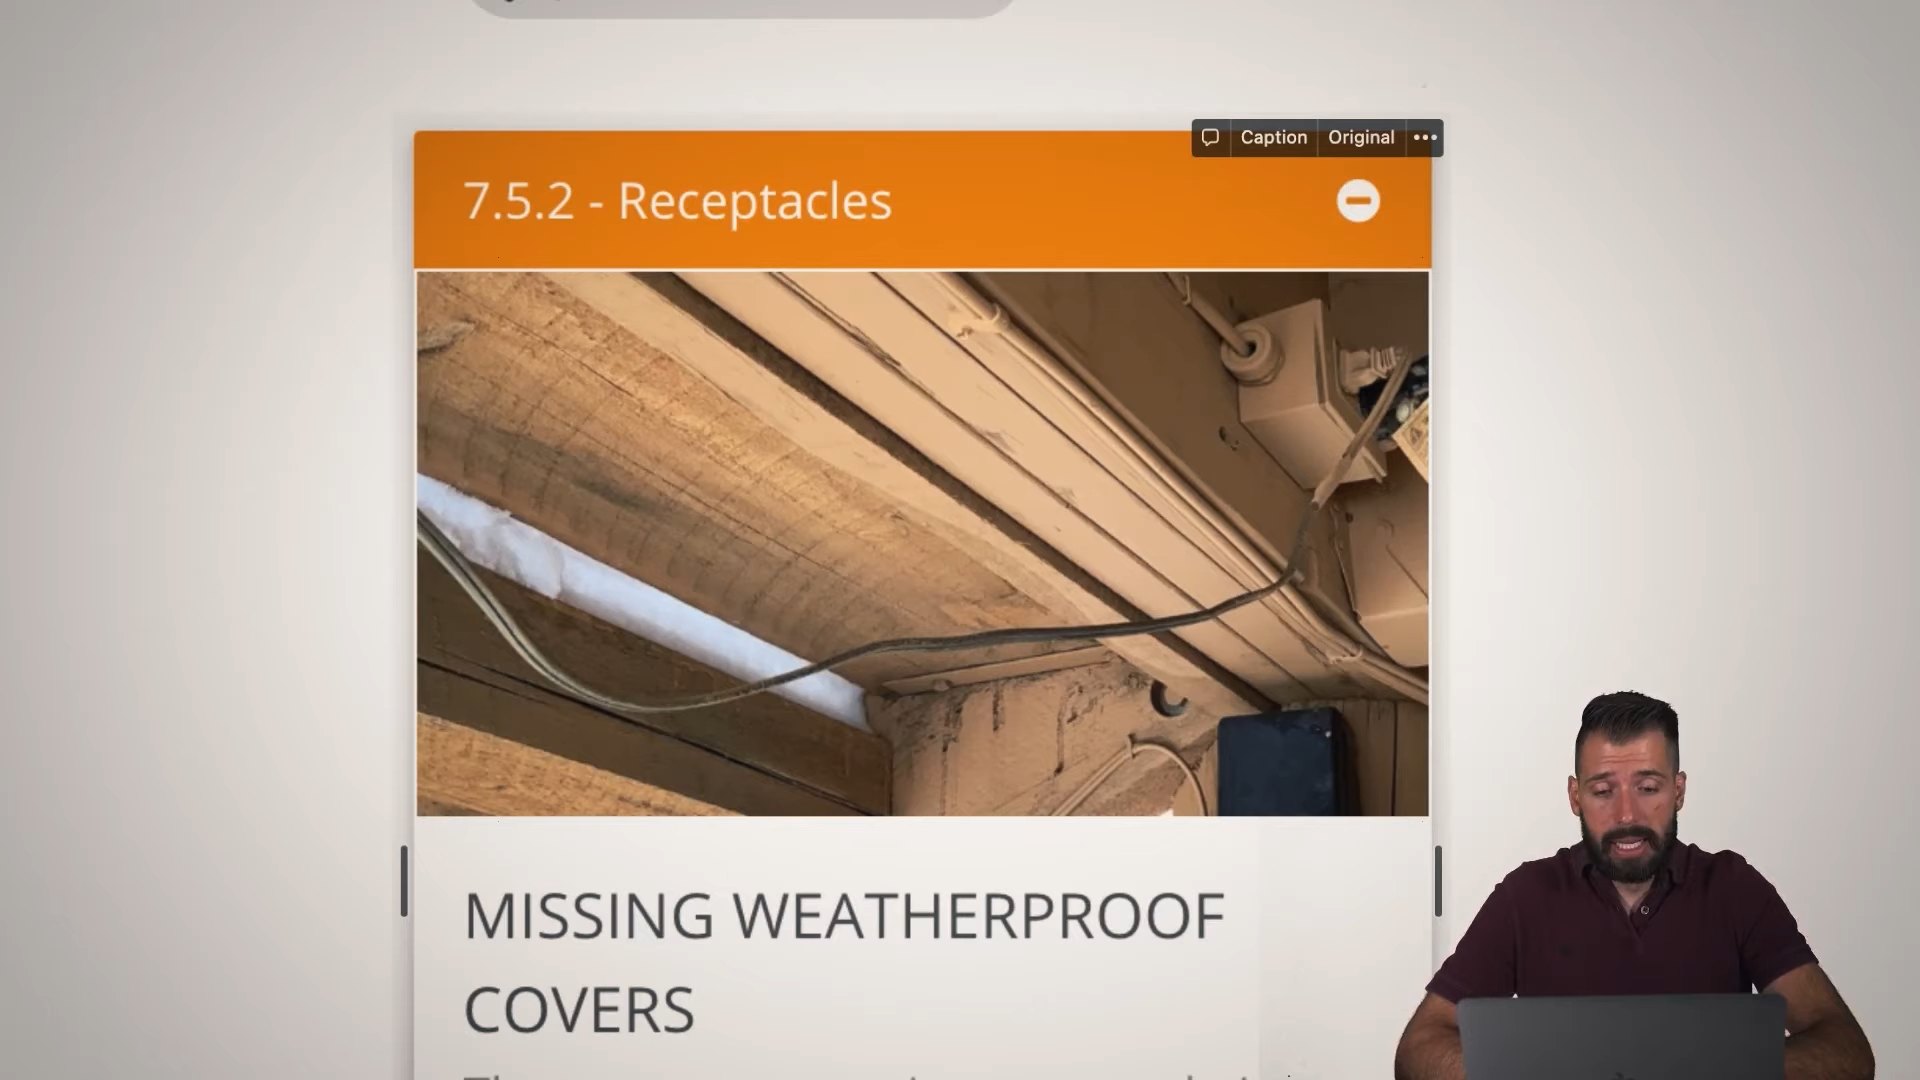 Caption Original
7.5.2 - Receptacles
MISSING WEATHERPROOF
COVERS